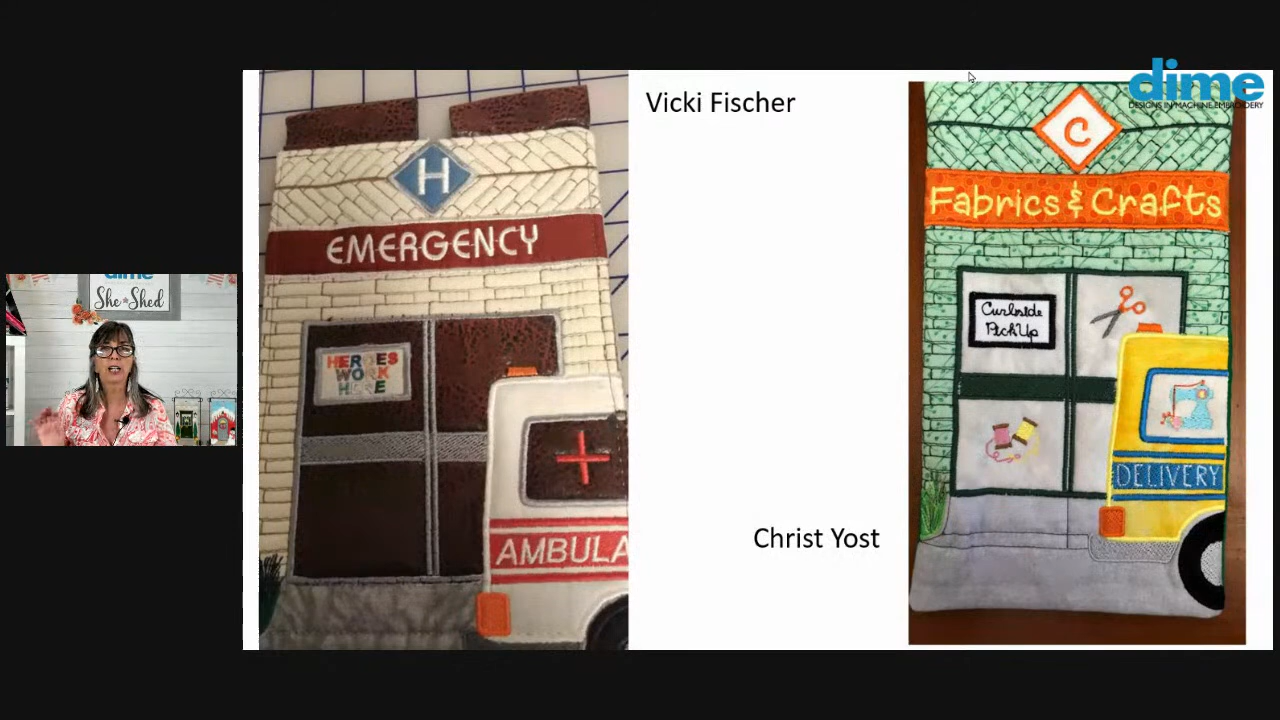 dime
She Shed
H
EMERGENCY
HEROES
WORK
HERE
AMBULA
Vicki Fischer
Christ Yost
dime
DESIGNS IN MACHINE EMBROIDERY
C
Fabrics & Crafts
Curbside
PickUp
DELIVERY